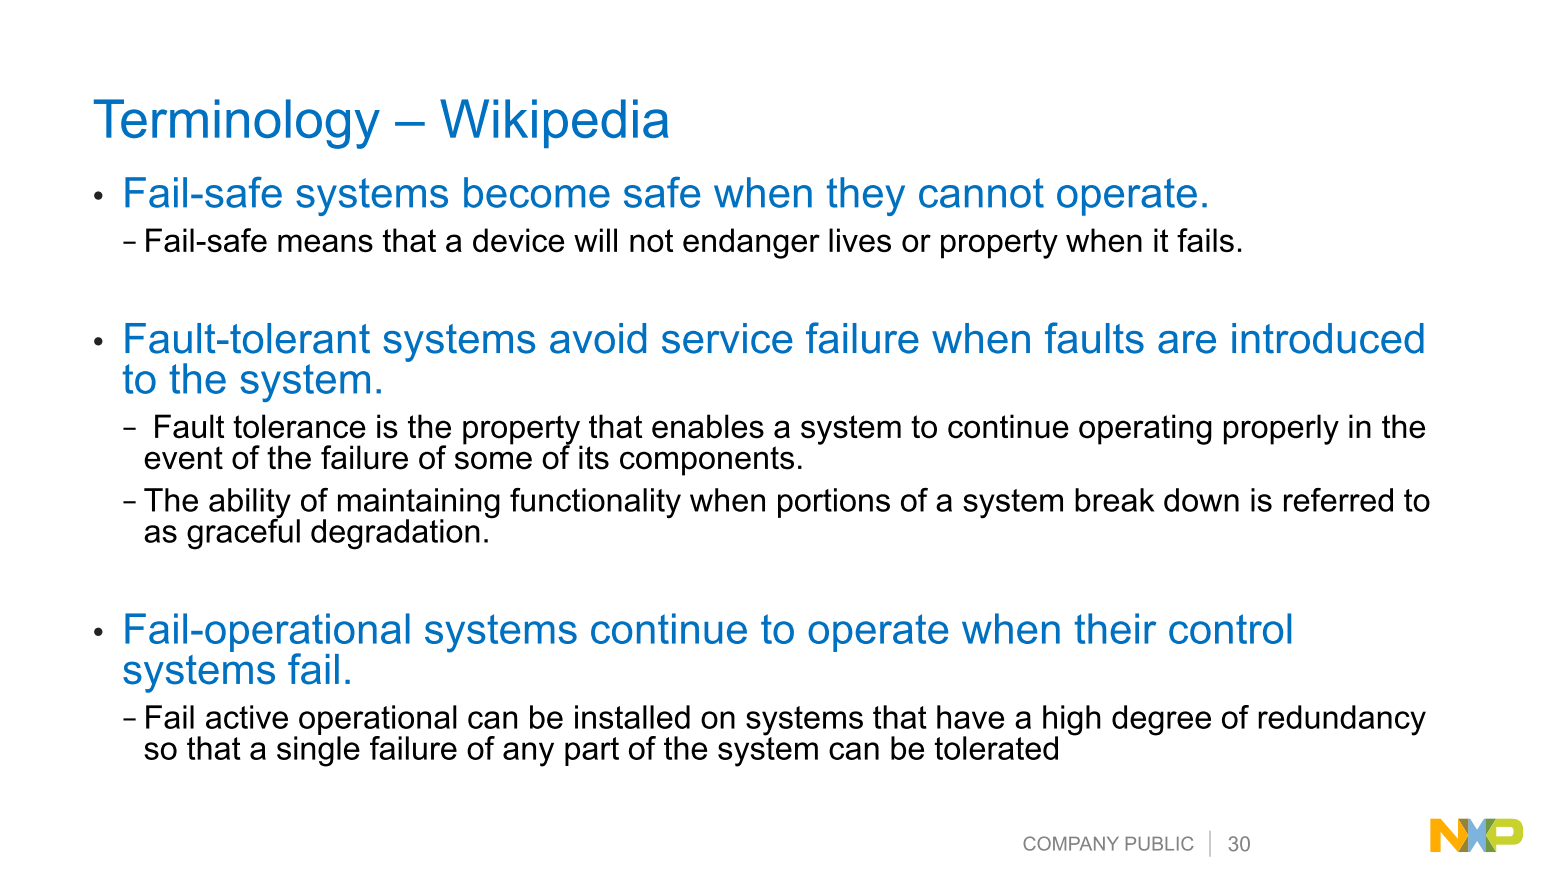 Terminology – Wikipedia
• Fail-safe systems become safe when they cannot operate.
– Fail-safe means that a device will not endanger lives or property when it fails.
• Fault-tolerant systems avoid service failure when faults are introduced
to the system.
– Fault tolerance is the property that enables a system to continue operating properly in the
event of the failure of some of its components.
– The ability of maintaining functionality when portions of a system break down is referred to
as graceful degradation.
• Fail-operational systems continue to operate when their control
systems fail.
– Fail active operational can be installed on systems that have a high degree of redundancy
so that a single failure of any part of the system can be tolerated
COMPANY PUBLIC | 30
NXP